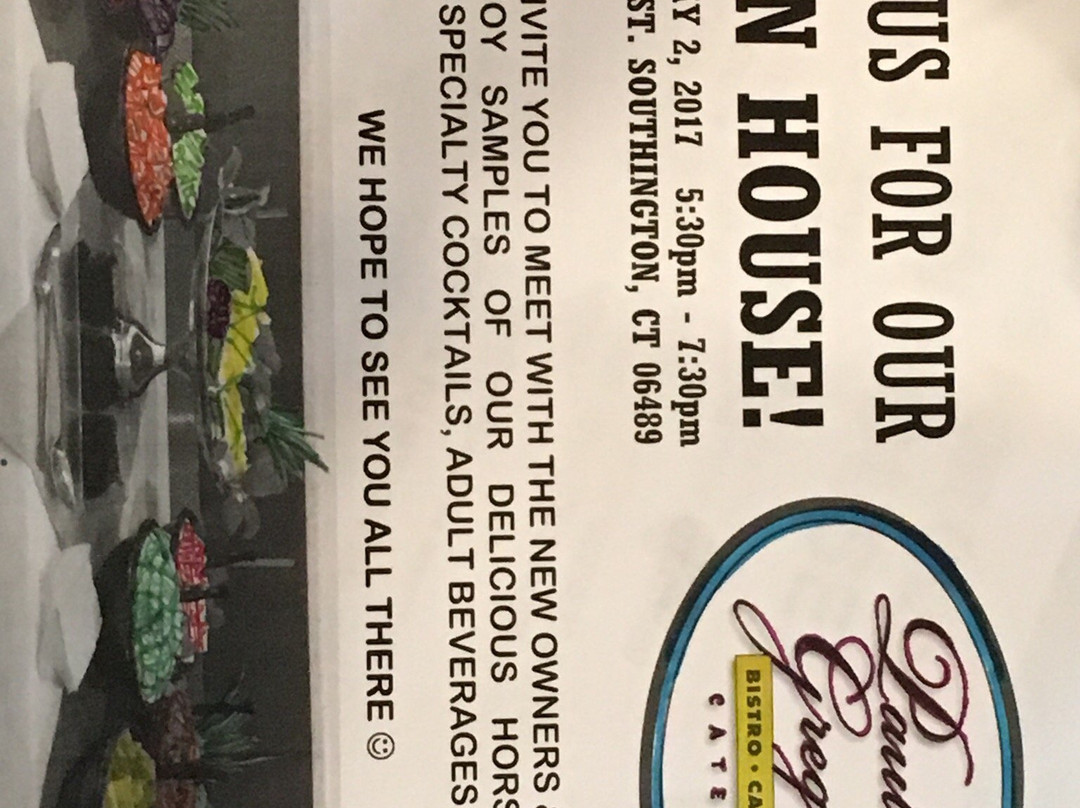 US FOR OUR
N HOUSE!
AY 2, 2017 5:30pm - 7:30pm
ST. SOUTHINGTON, CT 06489
BISTRO • CA
CATE
VITE YOU TO MEET WITH THE NEW OWNERS
OY SAMPLES OF OUR DELICIOUS HORS
SPECIALTY COCKTAILS, ADULT BEVERAGES
WE HOPE TO SEE YOU ALL THERE ☺